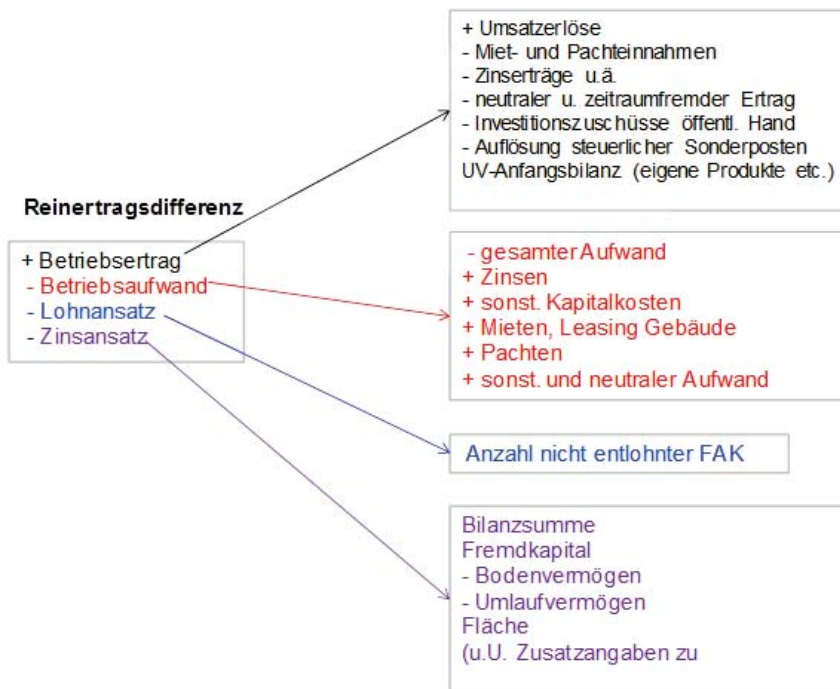 Reinertragsdifferenz
+ Betriebsertrag
- Betriebsaufwand
- Lohnansatz
- Zinsansatz
+ Umsatzerlöse
- Miet- und Pachteinnahmen
- Zinserträge u.ä.
- neutraler u. zeitraumfremder Ertrag
- Investitionszuschüsse öffentl. Hand
- Auflösung steuerlicher Sonderposten
UV-Anfangsbilanz (eigene Produkte etc.)
- gesamter Aufwand
+ Zinsen
+ sonst. Kapitalkosten
+ Mieten, Leasing Gebäude
+ Pachten
+ sonst. und neutraler Aufwand
Anzahl nicht entlohnter FAK
Bilanzsumme
Fremdkapital
- Bodenvermögen
- Umlaufvermögen
Fläche
(u.U. Zusatzangaben zu